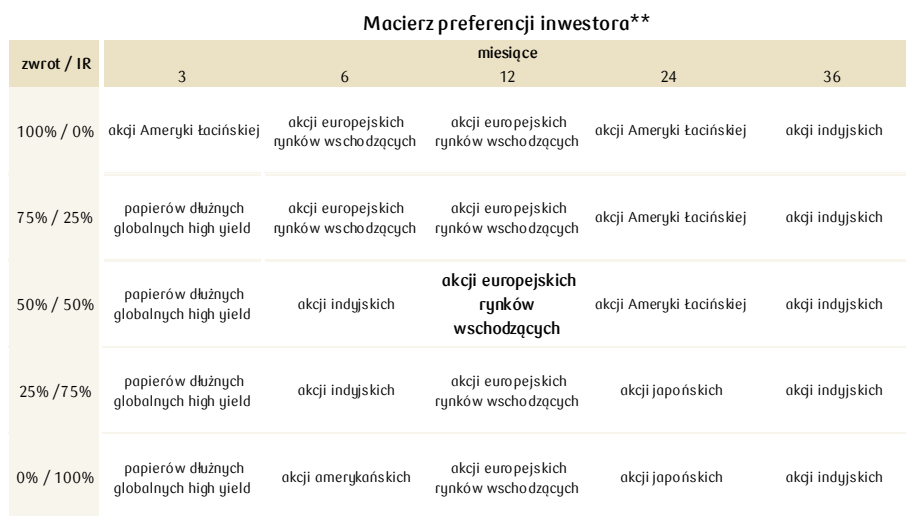 Macierz preferencji inwestora**
zwrot / IR
miesiące
3 6 12 24 36
100% / 0%
akcji Ameryki Łacińskiej
akcji europejskich
rynków wschodzących
akcji europejskich
rynków wschodzących
akcji Ameryki Łacińskiej
akcji indyjskich
75% / 25%
papierów dłużnych
globalnych high yield
akcji europejskich
rynków wschodzących
akcji europejskich
rynków wschodzących
akcji Ameryki Łacińskiej
akcji indyjskich
50% / 50%
papierów dłużnych
globalnych high yield
akcji indyjskich
akcji europejskich
rynków
wschodzących
akcji Ameryki Łacińskiej
akcji indyjskich
25% /75%
papierów dłużnych
globalnych high yield
akcji indyjskich
akcji europejskich
rynków wschodzących
akcji japońskich
akcji indyjskich
0% / 100%
papierów dłużnych
globalnych high yield
akcji amerykańskich
akcji europejskich
rynków wschodzących
akcji japońskich
akcji indyjskich